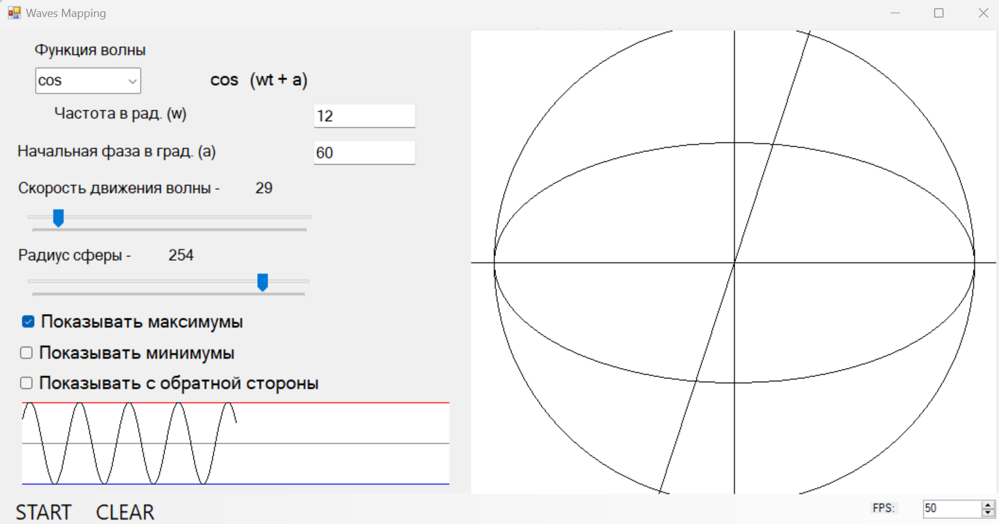 Waves Mapping
Функция волны
cos
cos (wt + a)
Частота в рад. (w)
12
Начальная фаза в град. (a)
60
Скорость движения волны - 29
Радиус сферы - 254
Показывать максимумы
Показывать минимумы
Показывать с обратной стороны
START CLEAR
FPS: 50